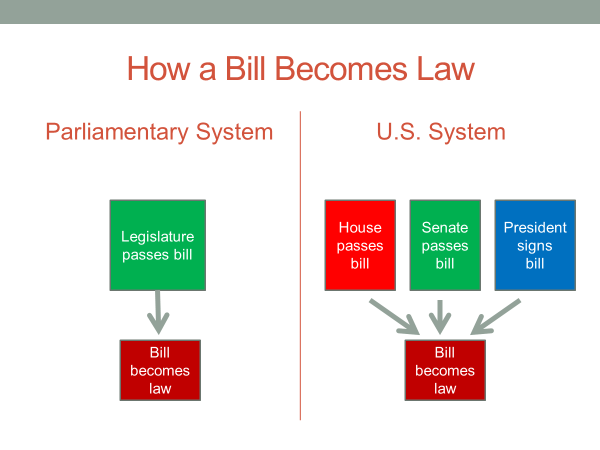 How a Bill Becomes Law
Parliamentary System
U.S. System
Legislature
passes bill
Bill
becomes
law
House
passes
bill
Senate
passes
bill
President
signs
bill
Bill
becomes
law